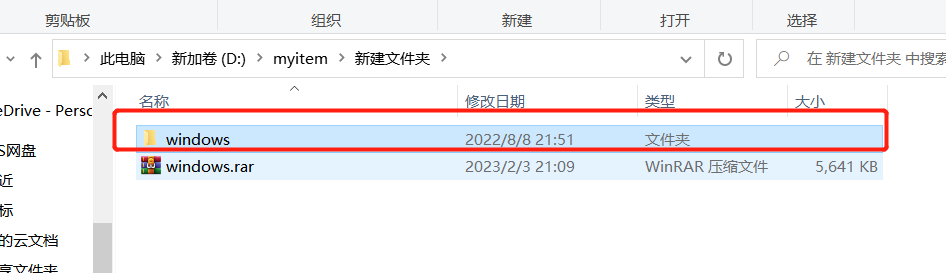 剪贴板 组织 新建 打开 选择
此电脑 新加卷 (D:) myitem 新建文件夹 在 新建文件夹 中搜索
名称 修改日期 类型 大小
eDrive - Perso
windows 2022/8/8 21:51 文件夹
S网盘
windows.rar 2023/2/3 21:09 WinRAR 压缩文件 5,641 KB
近
标
的云文档
享文件夹